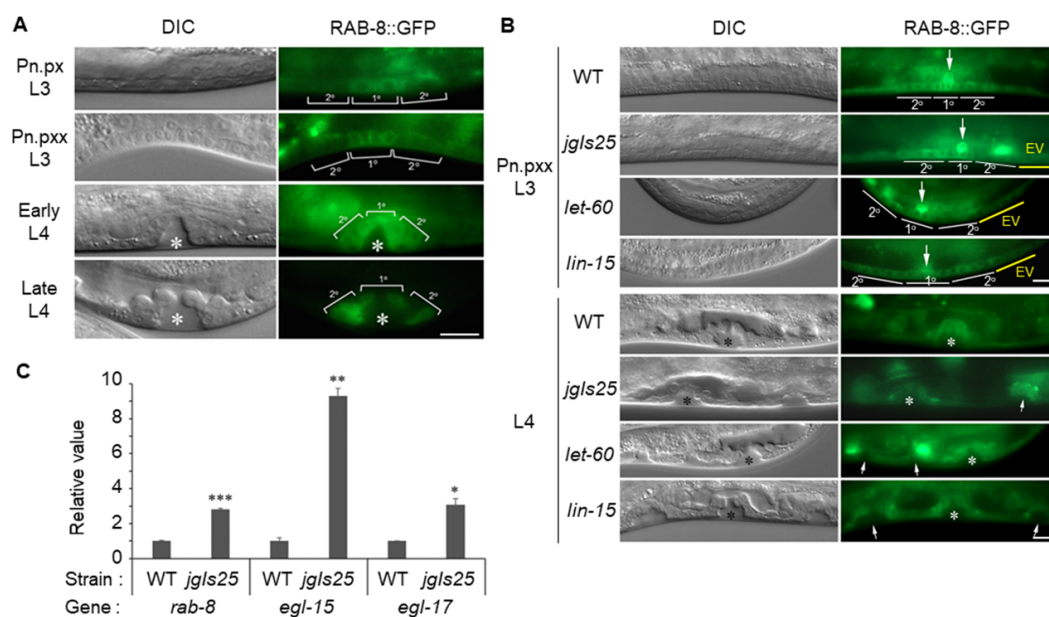 A
DIC
RAB-8::GFP
Pn.px
L3
2° 1° 2°
Pn.pxx
L3
2° 1° 2°
Early
L4
2° 1° 2°
*
*
Late
L4
2° 1° 2°
*
*
B
DIC
RAB-8::GFP
Pn.pxx
L3
WT
2° 1° 2°
jgIs25
2° 1° 2° EV
let-60
2° 1° 2° EV
lin-15
2° 1° 2° EV
L4
WT
*
*
jgIs25
*
*
let-60
*
*
lin-15
*
*
C
Relative value
10
8
6
4
2
0
***
**
*
Strain : WT jgIs25 WT jgIs25 WT jgIs25
Gene : rab-8 egl-15 egl-17